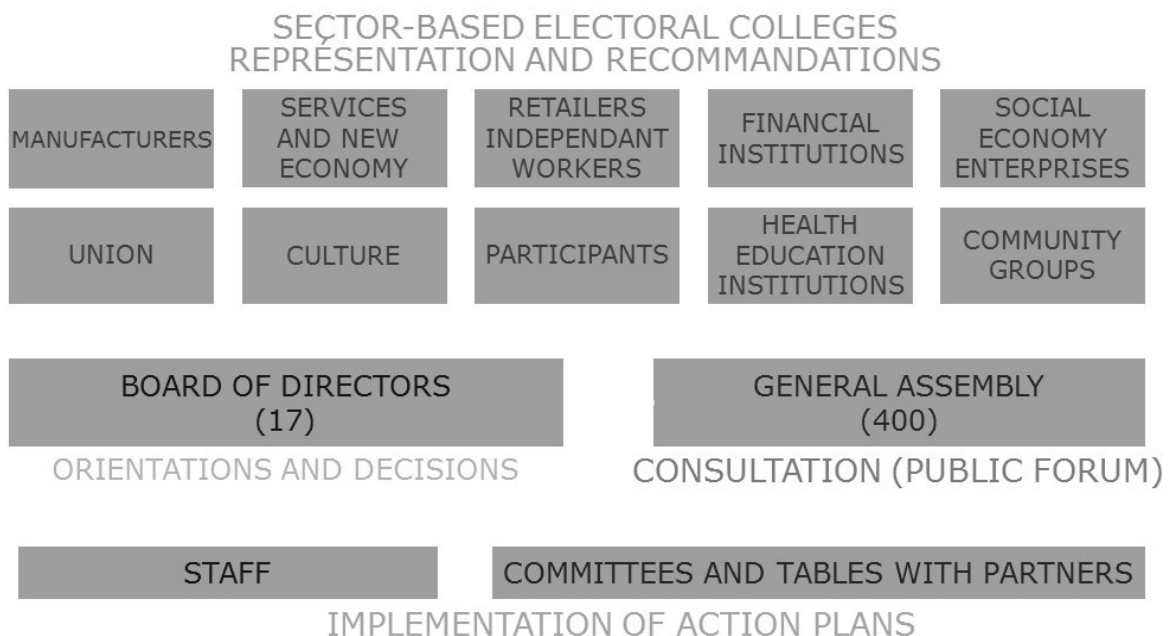 SECTOR-BASED ELECTORAL COLLEGES
REPRÉSENTATION AND RECOMMANDATIONS
MANUFACTURERS
SERVICES
AND NEW
ECONOMY
RETAILERS
INDEPENDANT
WORKERS
FINANCIAL
INSTITUTIONS
SOCIAL
ECONOMY
ENTERPRISES
UNION
CULTURE
PARTICIPANTS
HEALTH
EDUCATION
INSTITUTIONS
COMMUNITY
GROUPS
BOARD OF DIRECTORS
(17)
ORIENTATIONS AND DECISIONS
GENERAL ASSEMBLY
(400)
CONSULTATION (PUBLIC FORUM)
STAFF
COMMITTEES AND TABLES WITH PARTNERS
IMPLEMENTATION OF ACTION PLANS